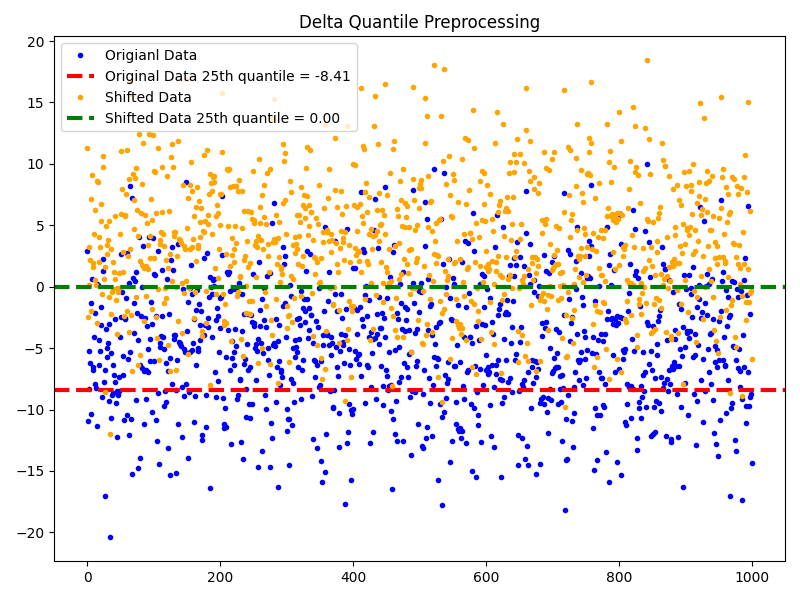 Delta Quantile Preprocessing
Origianl Data
Original Data 25th quantile = -8.41
Shifted Data
Shifted Data 25th quantile = 0.00
20
15
10
5
0
−5
−10
−15
−20
0 200 400 600 800 1000